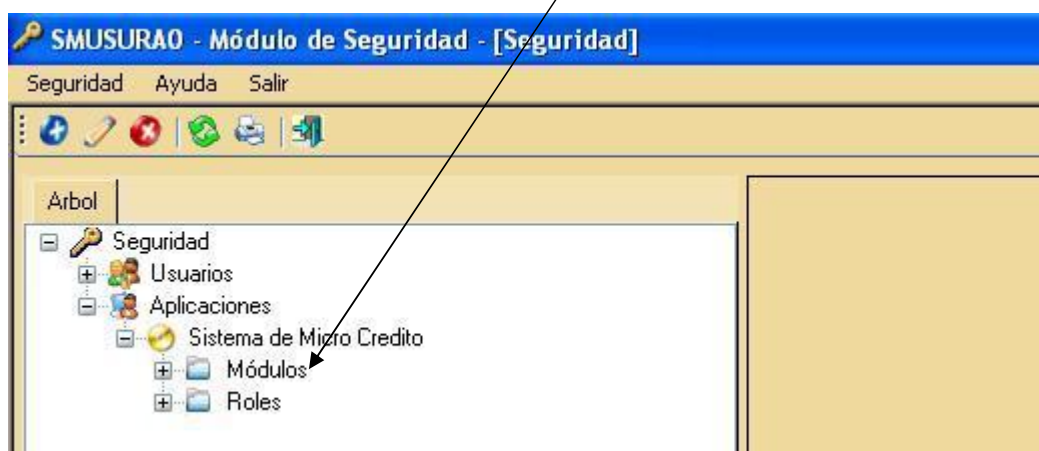 SMUSURA0 - Módulo de Seguridad - [Seguridad]
Seguridad Ayuda Salir
Arbol
Seguridad
Usuarios
Aplicaciones
Sistema de Micro Credito
Módulos
Roles